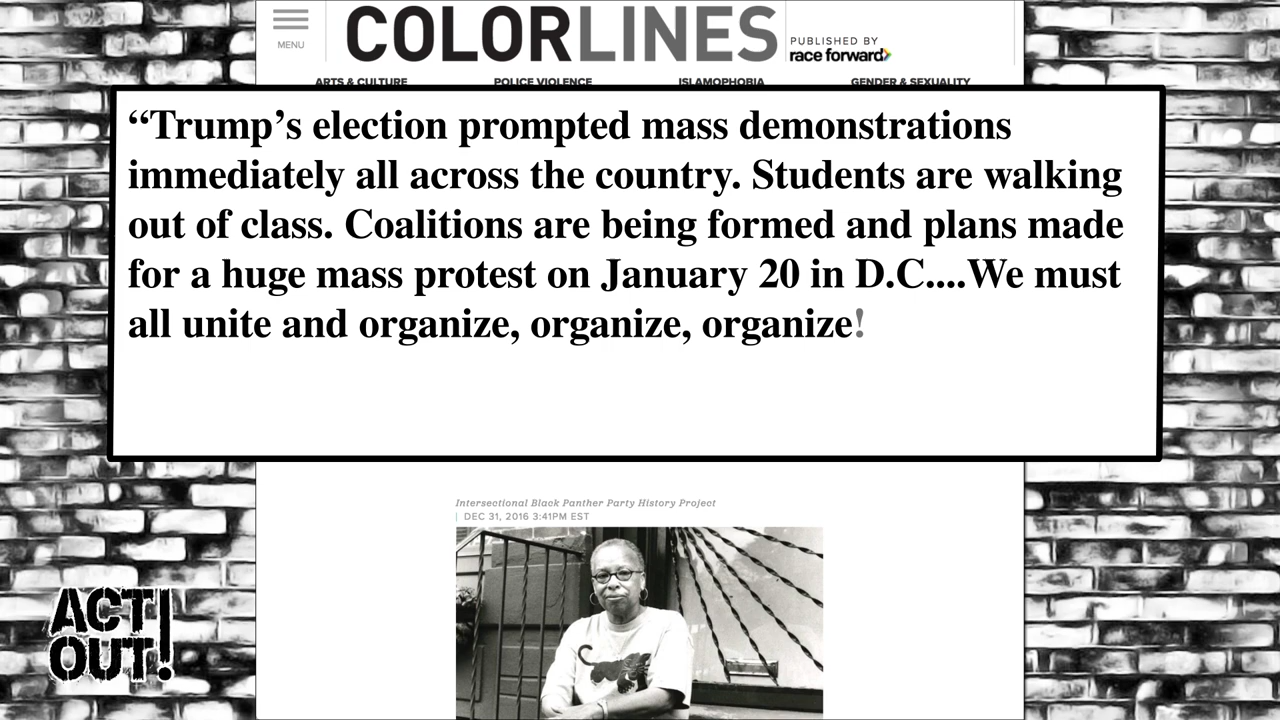 COLORLINES
MENU
PUBLISHED BY
race forward
ARTS & CULTURE POLICE VIOLENCE ISLAMOPHOBIA GENDER & SEXUALITY
“Trump’s election prompted mass demonstrations
immediately all across the country. Students are walking
out of class. Coalitions are being formed and plans made
for a huge mass protest on January 20 in D.C....We must
all unite and organize, organize, organize!
Intersectional Black Panther Party History Project
| DEC 31, 2016 3:41PM EST
ACT
OUT!